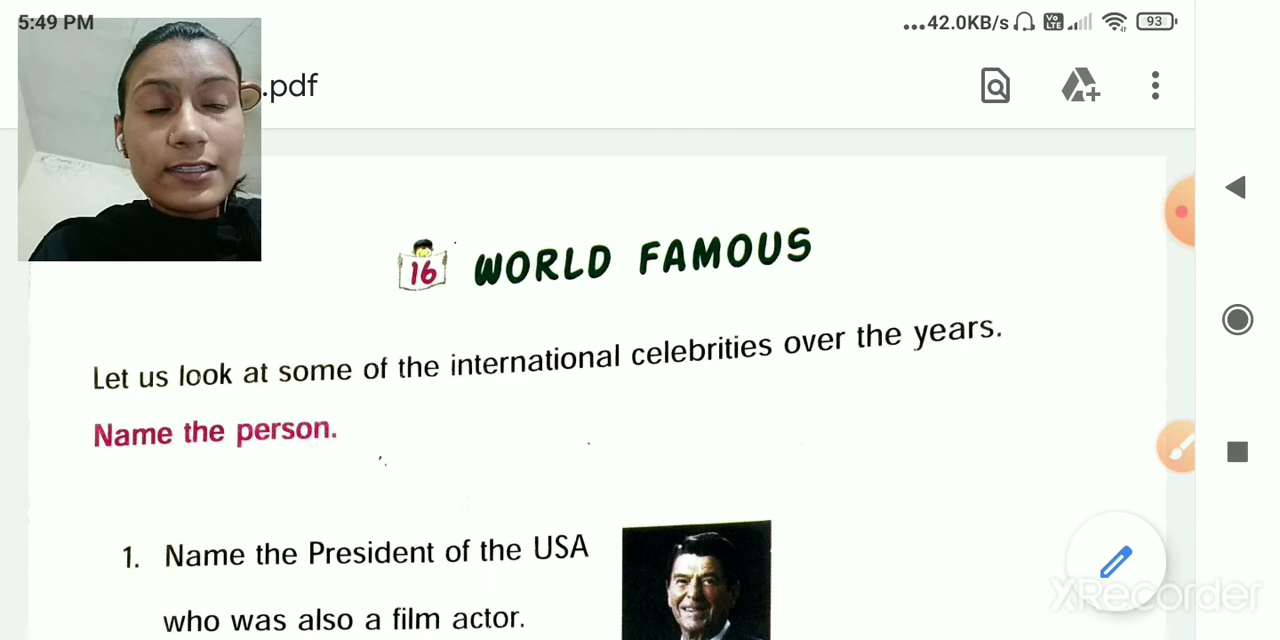 5:49 PM
...42.0KB/s Vo LTE 93
.pdf
16 WORLD FAMOUS
Let us look at some of the international celebrities over the years.
Name the person.
1. Name the President of the USA
who was also a film actor.
XRecorder